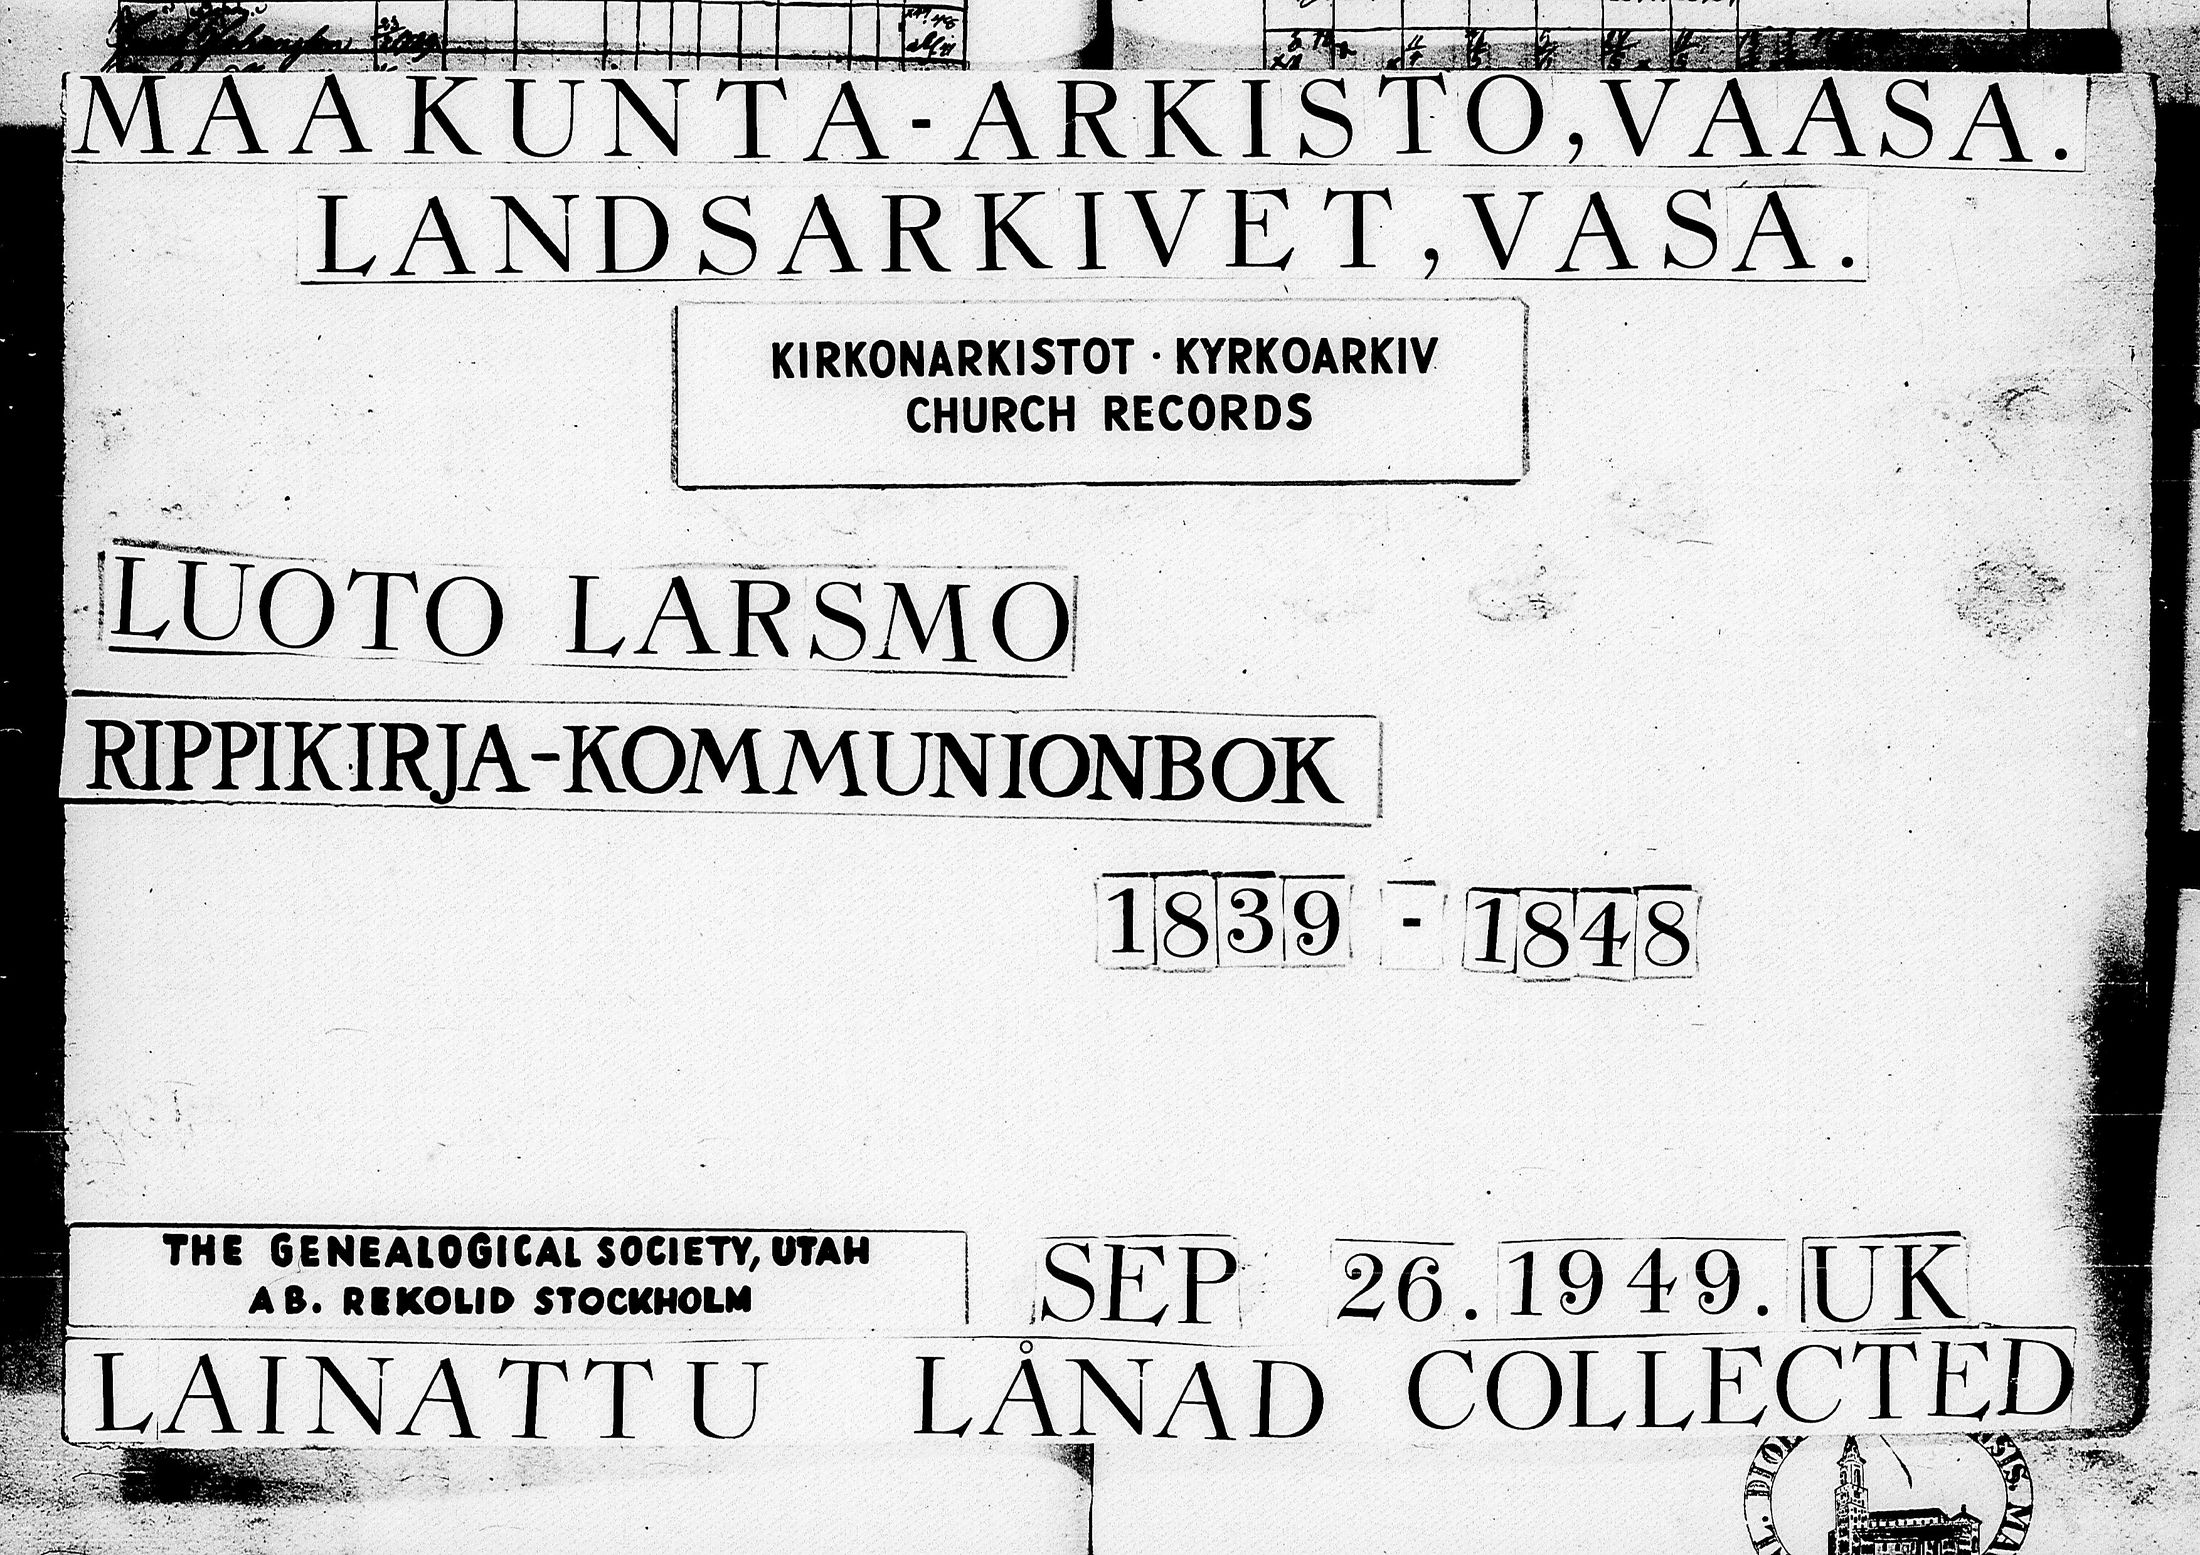 MAAKUNTA-ARKISTO, VAASA.
LANDSARKIVET, VASA.
KIRKONARKISTOT · KYRKOARKIV
CHURCH RECORDS
LUOTO LARSMO
RIPPIKIRJA-KOMMUNIONBOK
1839 - 1848
THE GENEALOGICAL SOCIETY, UTAH
AB. REKOLID STOCKHOLM
SEP 26. 1949. UK
LAINATTU LÅNAD COLLECTED